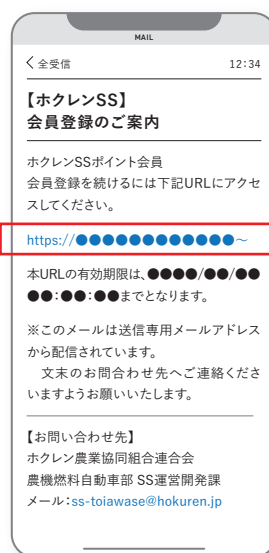 MAIL
く 全受信 12:34
【ホクレンSS】
会員登録のご案内
ホクレンSSポイント会員
会員登録を続けるには下記URLにアクセ
スしてください。
https://●●●●●●●●●●●●～
本URLの有効期限は、●●●●/●●/●●
●●:●●:●●までとなります。
※このメールは送信専用メールアドレス
から配信されています。
文末のお問合わせ先へご連絡くださ
いますようお願いいたします。
【お問い合わせ先】
ホクレン農業協同組合連合会
農機燃料自動車部 SS運営開発課
メール:ss-toiawase@hokuren.jp